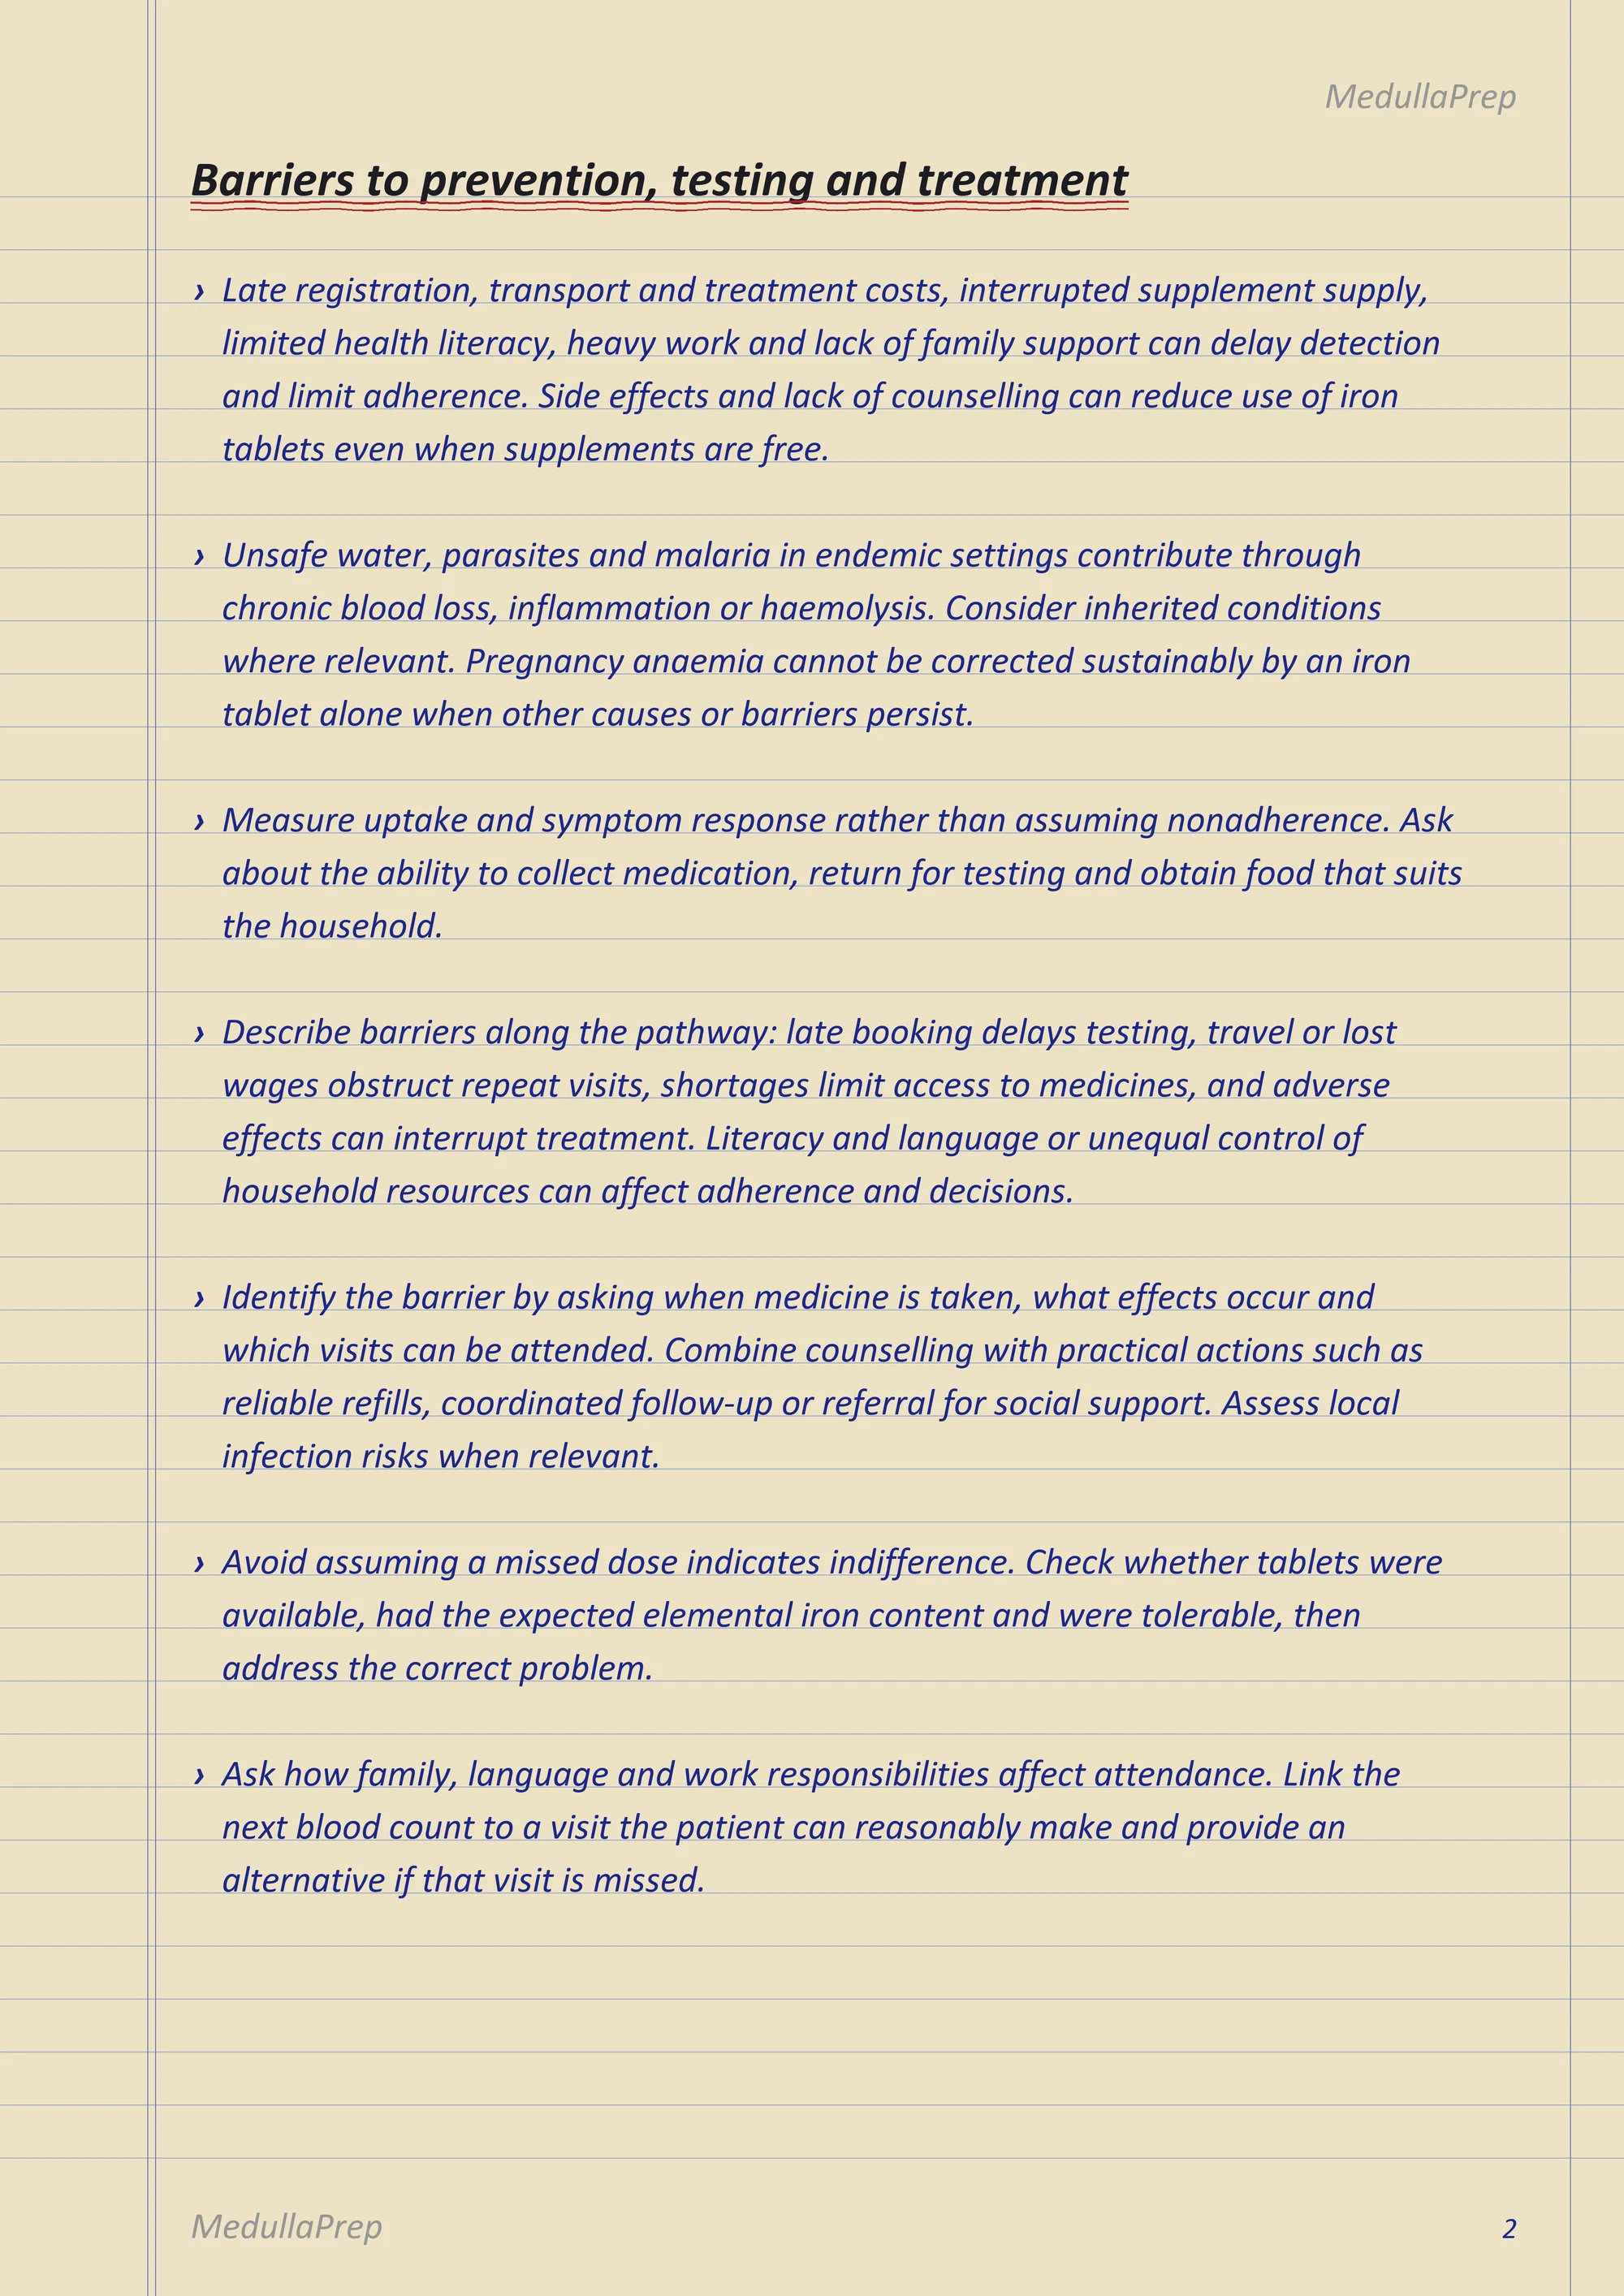 MedullaPrep
Barriers to prevention, testing and treatment
› Late registration, transport and treatment costs, interrupted supplement supply,
limited health literacy, heavy work and lack of family support can delay detection
and limit adherence. Side effects and lack of counselling can reduce use of iron
tablets even when supplements are free.
› Unsafe water, parasites and malaria in endemic settings contribute through
chronic blood loss, inflammation or haemolysis. Consider inherited conditions
where relevant. Pregnancy anaemia cannot be corrected sustainably by an iron
tablet alone when other causes or barriers persist.
› Measure uptake and symptom response rather than assuming nonadherence. Ask
about the ability to collect medication, return for testing and obtain food that suits
the household.
› Describe barriers along the pathway: late booking delays testing, travel or lost
wages obstruct repeat visits, shortages limit access to medicines, and adverse
effects can interrupt treatment. Literacy and language or unequal control of
household resources can affect adherence and decisions.
› Identify the barrier by asking when medicine is taken, what effects occur and
which visits can be attended. Combine counselling with practical actions such as
reliable refills, coordinated follow-up or referral for social support. Assess local
infection risks when relevant.
› Avoid assuming a missed dose indicates indifference. Check whether tablets were
available, had the expected elemental iron content and were tolerable, then
address the correct problem.
› Ask how family, language and work responsibilities affect attendance. Link the
next blood count to a visit the patient can reasonably make and provide an
alternative if that visit is missed.
MedullaPrep
2